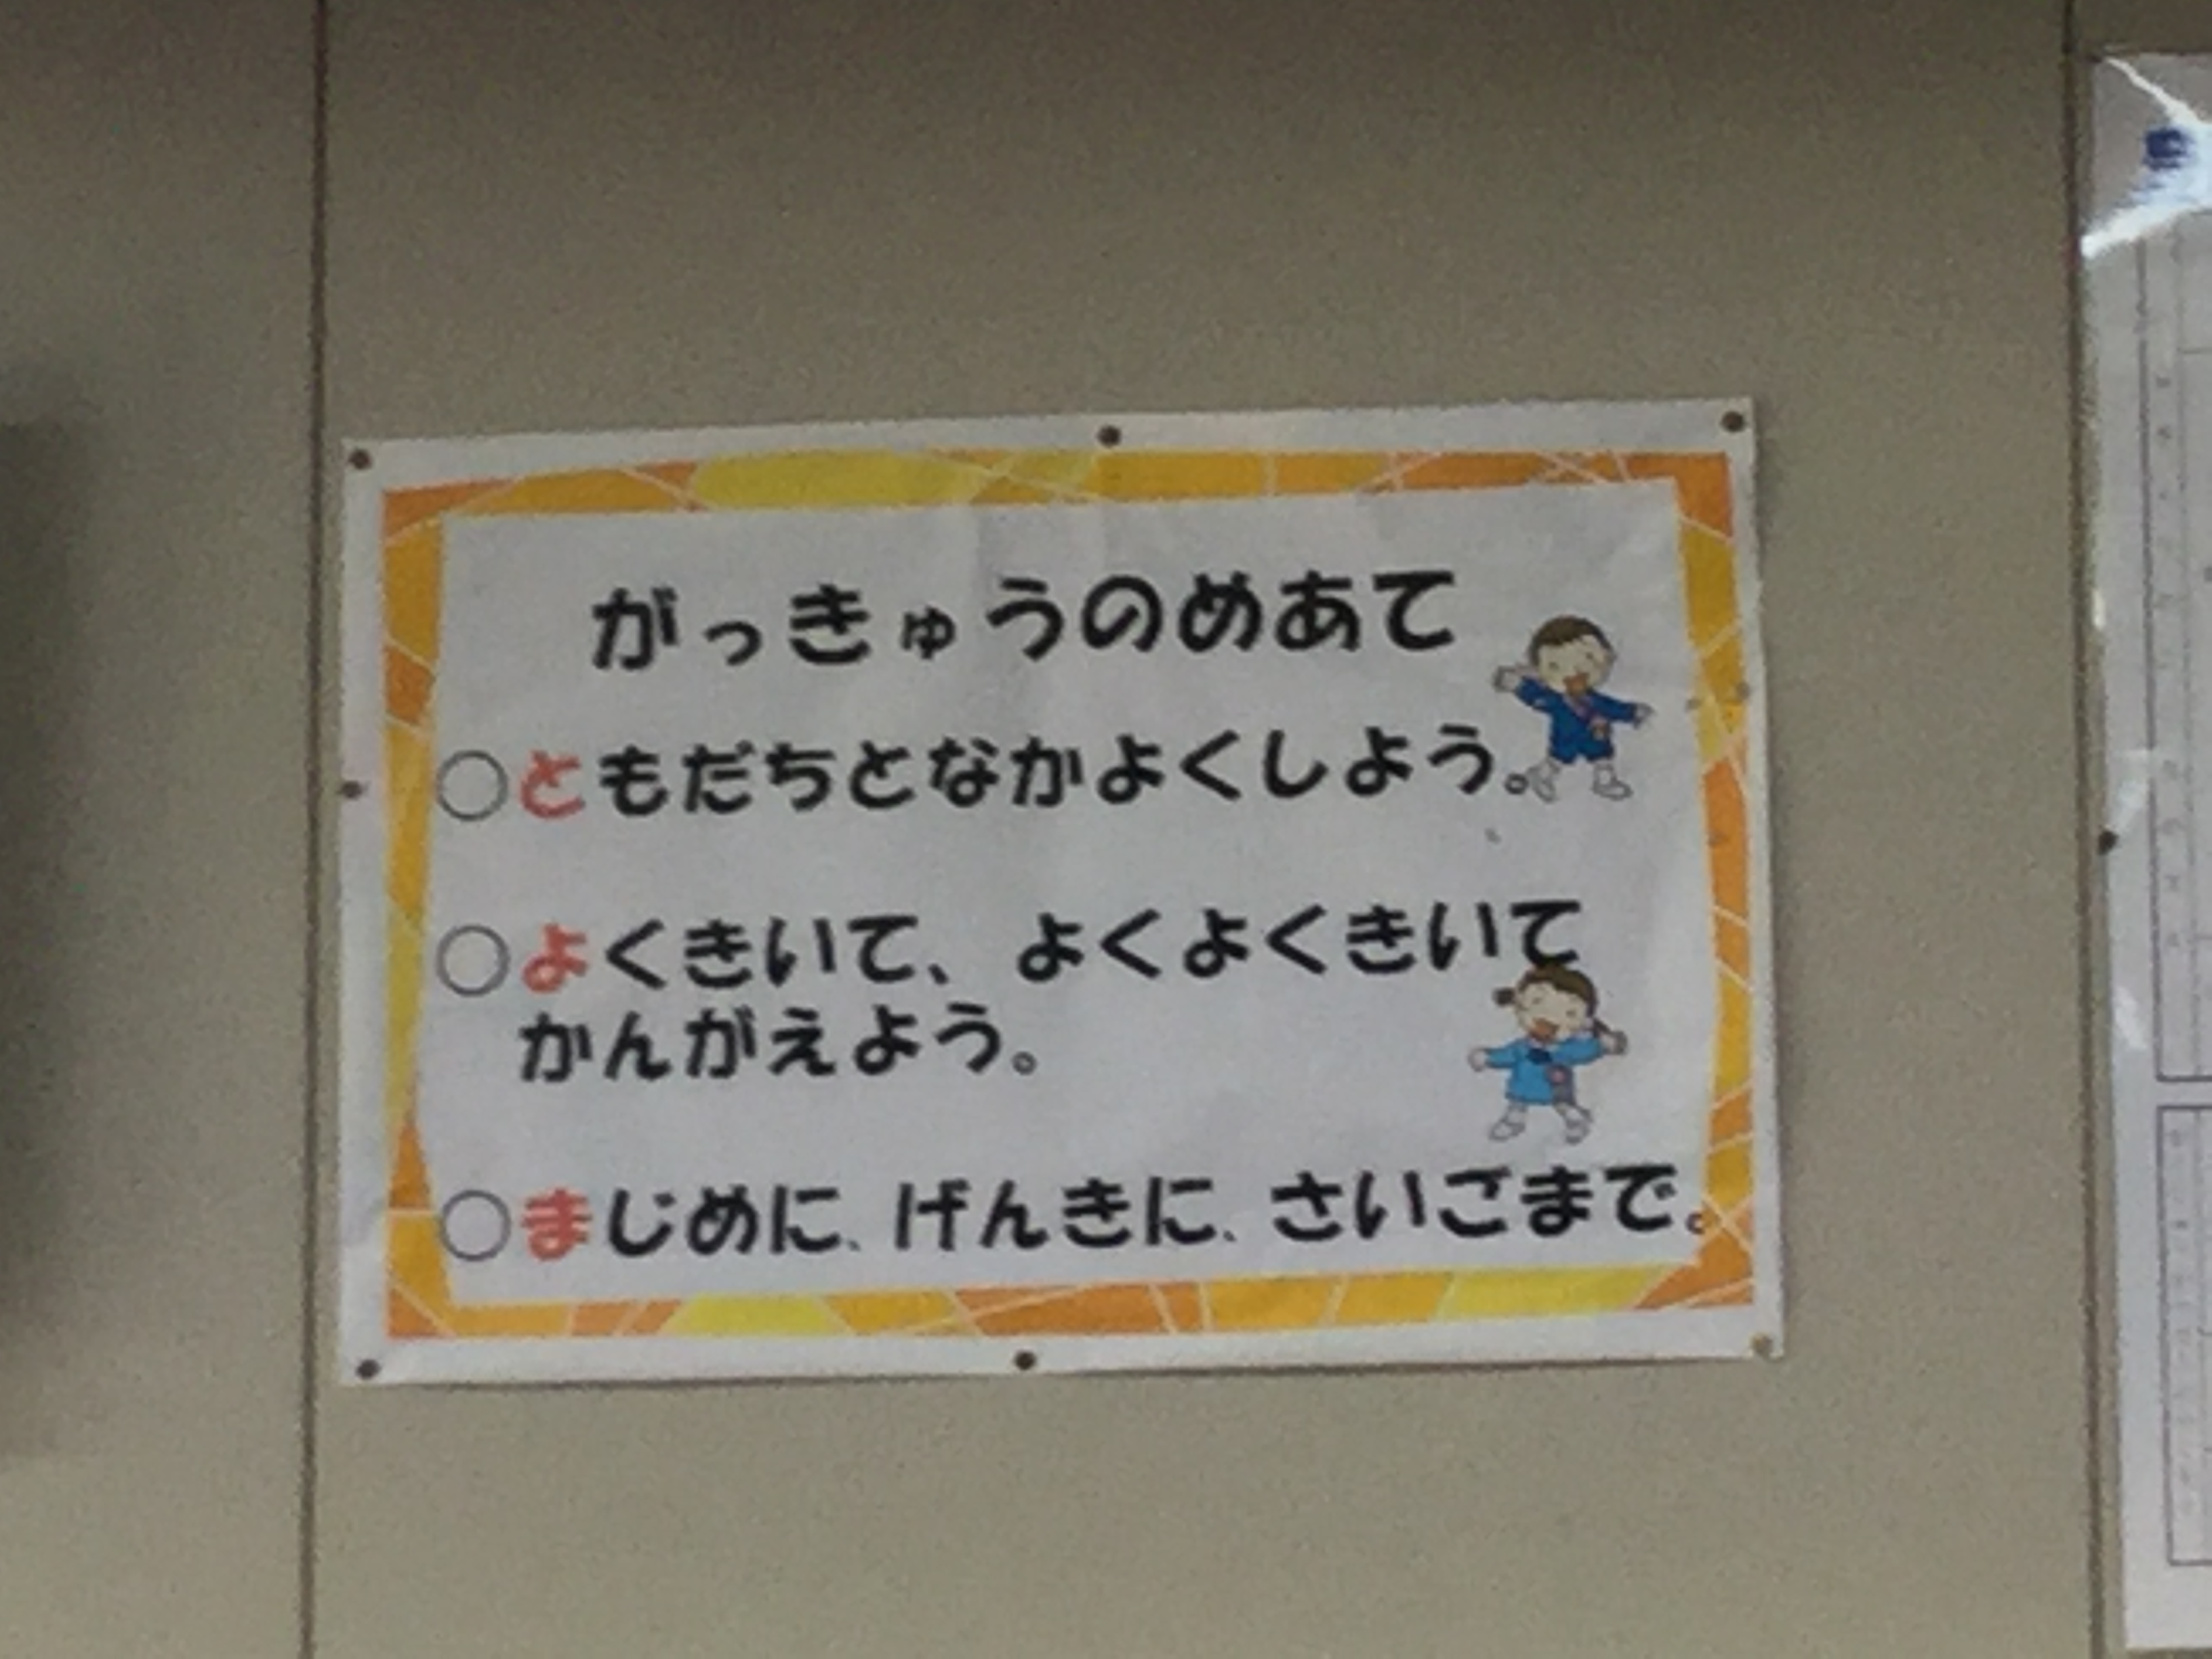 がっきゅうのめあて
○ともだちとなかよくしよう。
○よくきいて、よくよくきいて
かんがえよう。
○まじめに、げんきに、さいごまで。